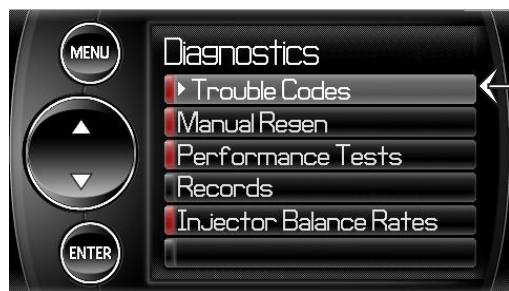 MENU
ENTER
Diagnostics
Trouble Codes
Manual Regen
Performance Tests
Records
Injector Balance Rates